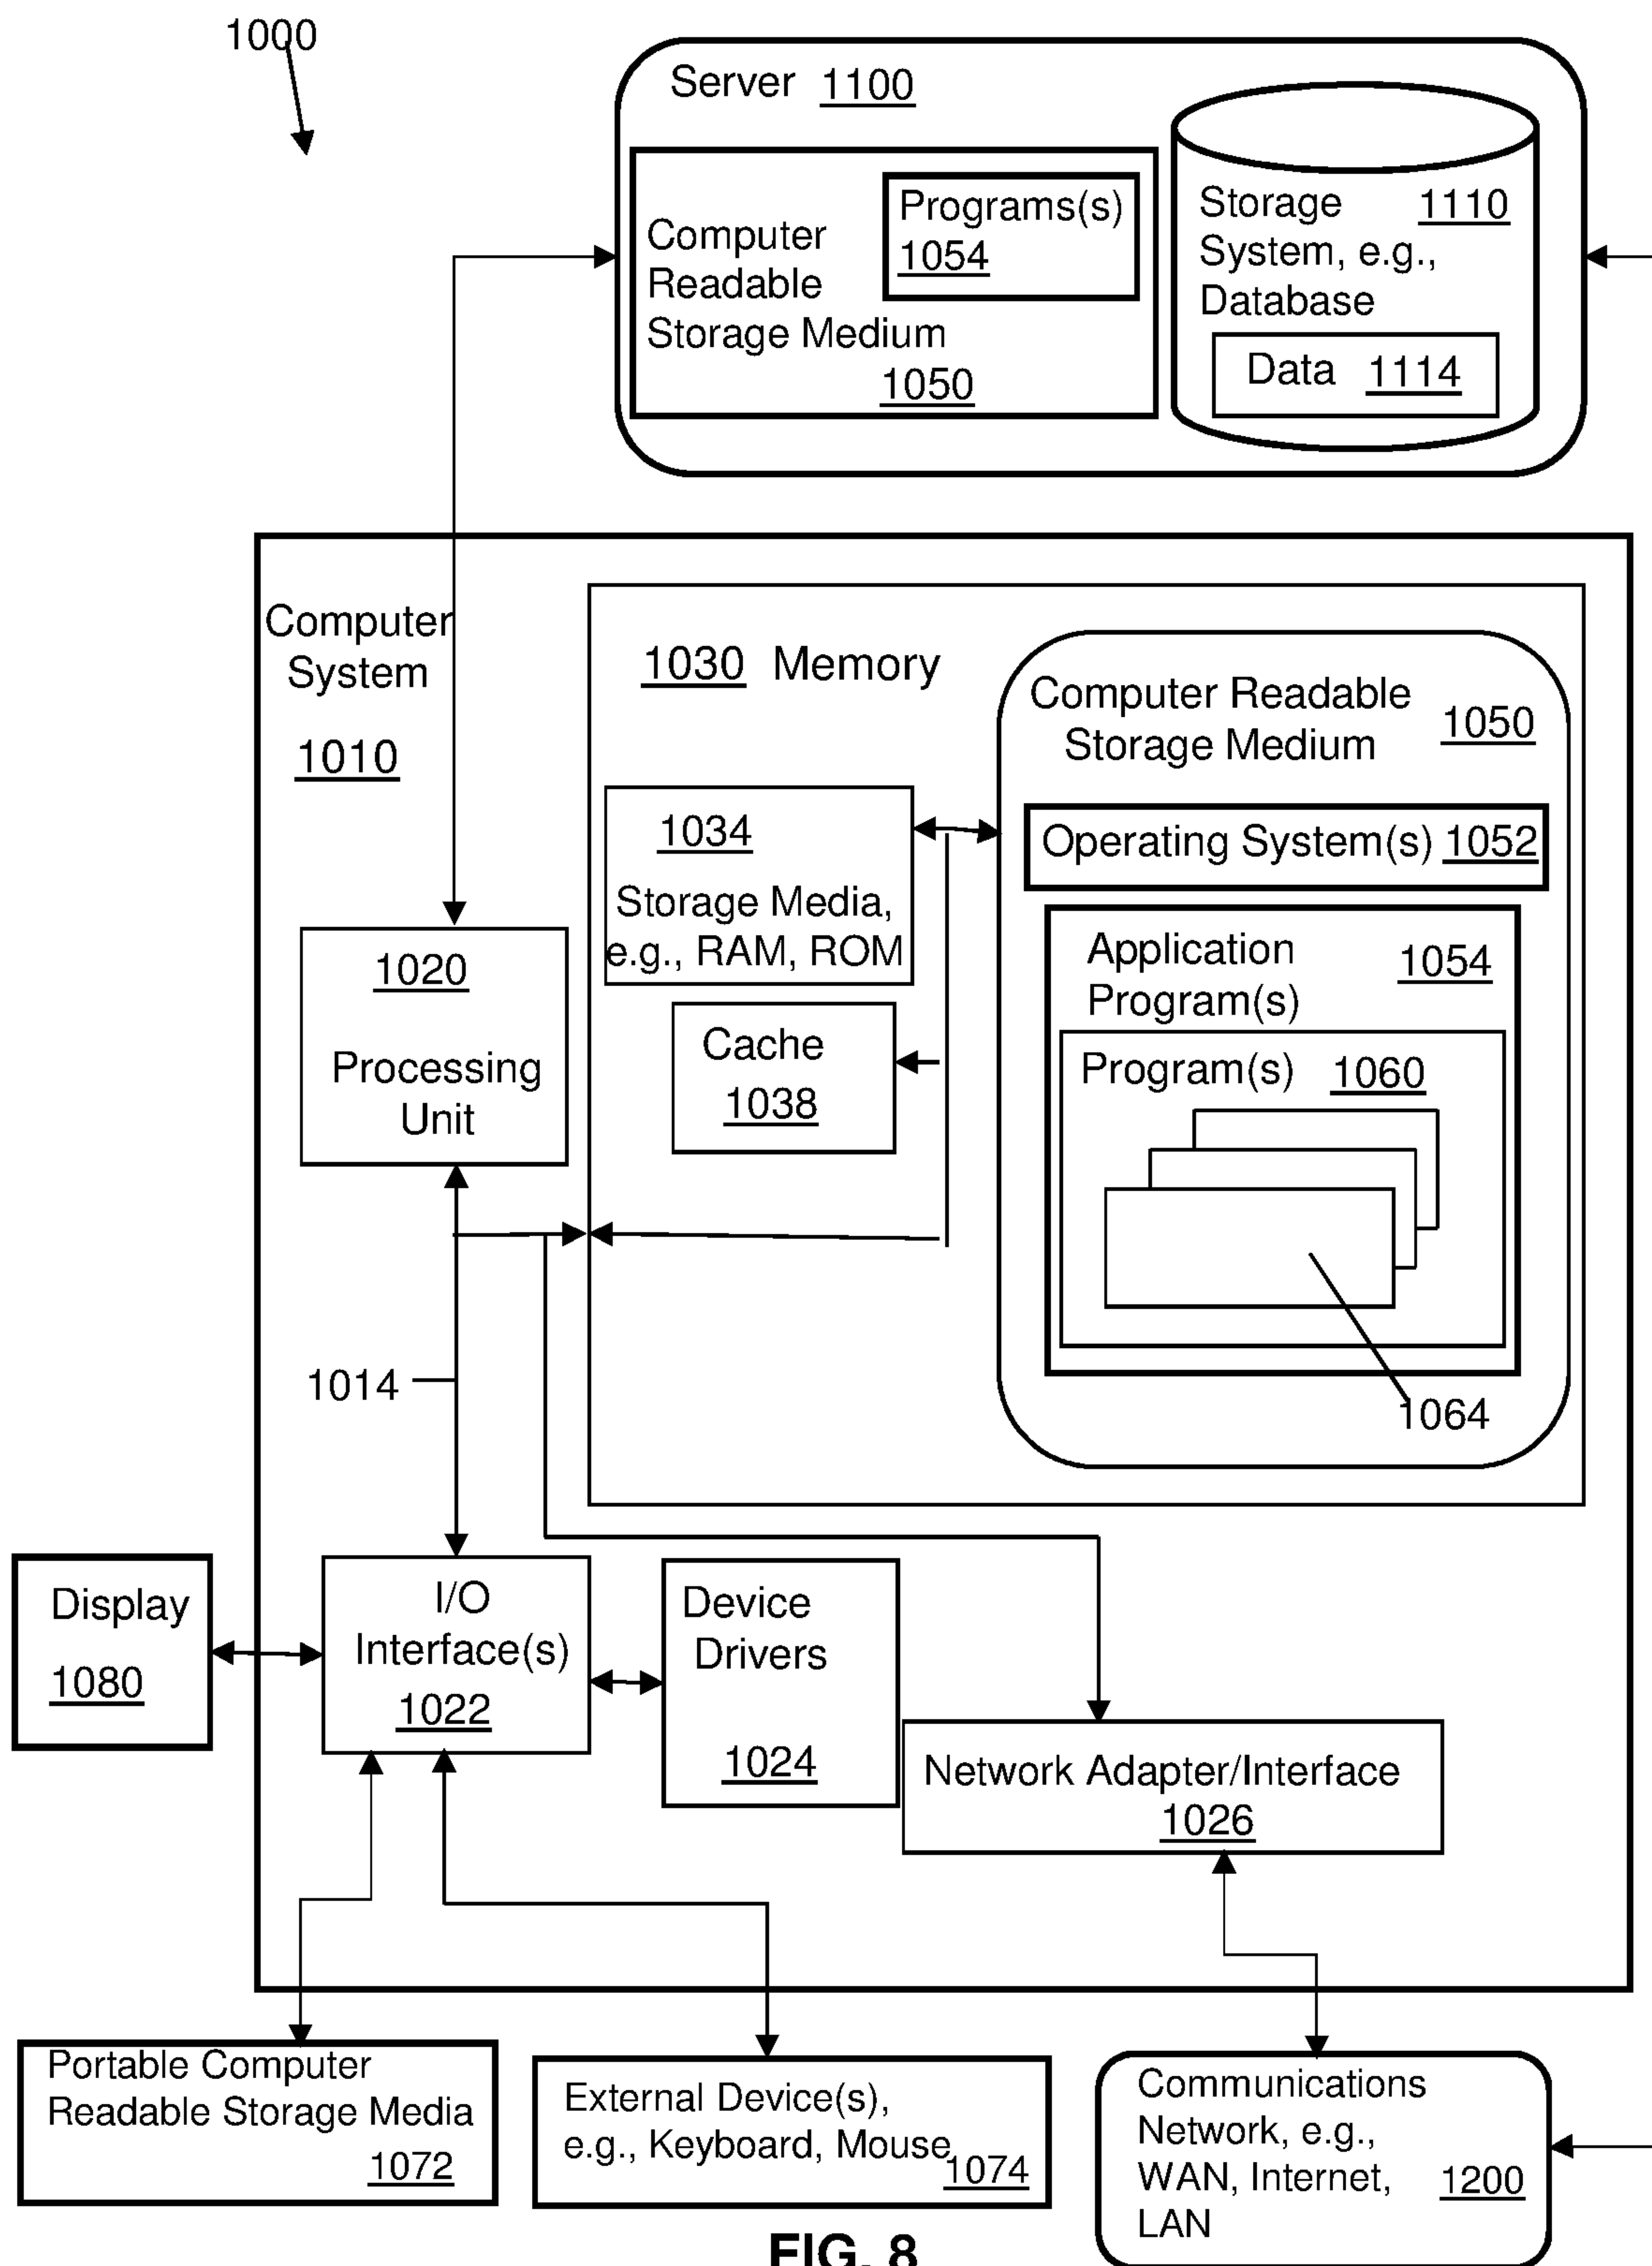 1000
Server 1100
Computer
Readable
Storage Medium
1050
Programs(s)
1054
Storage 1110
System, e.g.,
Database
Data 1114
Computer
System
1010
1030 Memory
Computer Readable
Storage Medium
1050
1034
Storage Media,
e.g., RAM, ROM
Operating System(s) 1052
1020
Processing
Unit
Cache
1038
Application
Program(s)
1054
Program(s) 1060
1014
1064
Display
1080
I/O
Interface(s)
1022
Device
Drivers
1024
Network Adapter/Interface
1026
Portable Computer
Readable Storage Media
1072
External Device(s),
e.g., Keyboard, Mouse
1074
Communications
Network, e.g.,
WAN, Internet,
LAN
1200
FIG. 8